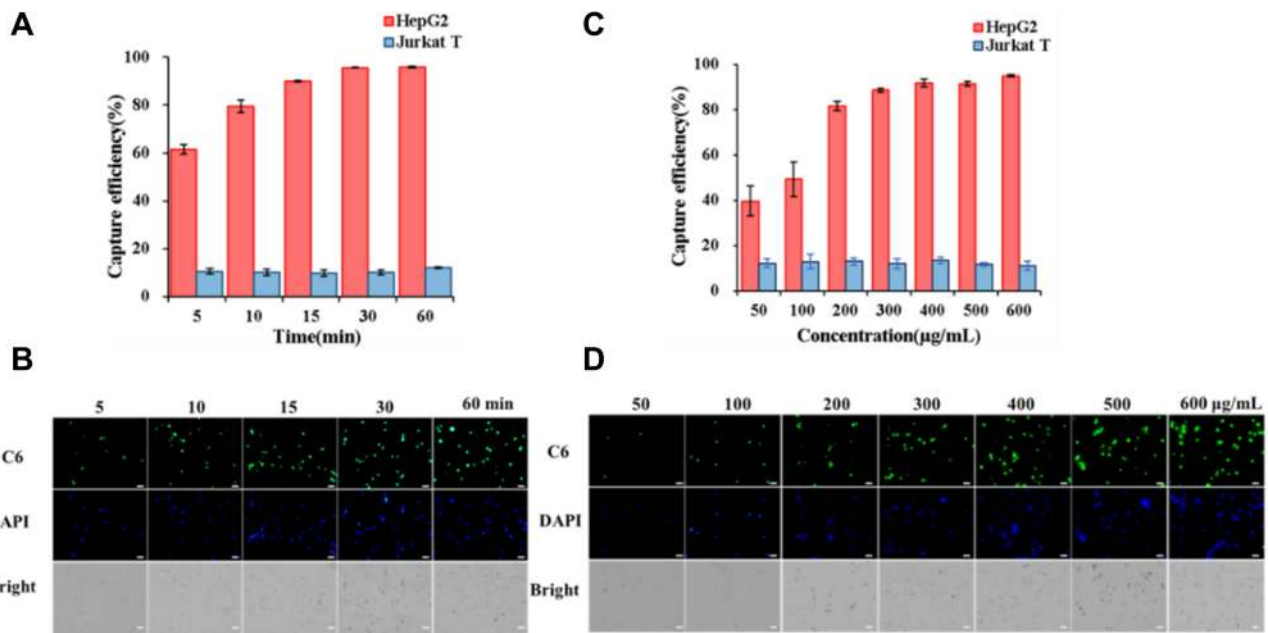 A
HepG2
Jurkat T
Capture efficiency(%)
100
80
60
40
20
0
5 10 15 30 60
Time(min)
C
HepG2
Jurkat T
Capture efficiency(%)
100
80
60
40
20
0
50 100 200 300 400 500 600
Concentration(µg/mL)
B
5 10 15 30 60 min
C6
API
right
D
50 100 200 300 400 500 600 µg/mL
C6
DAPI
Bright